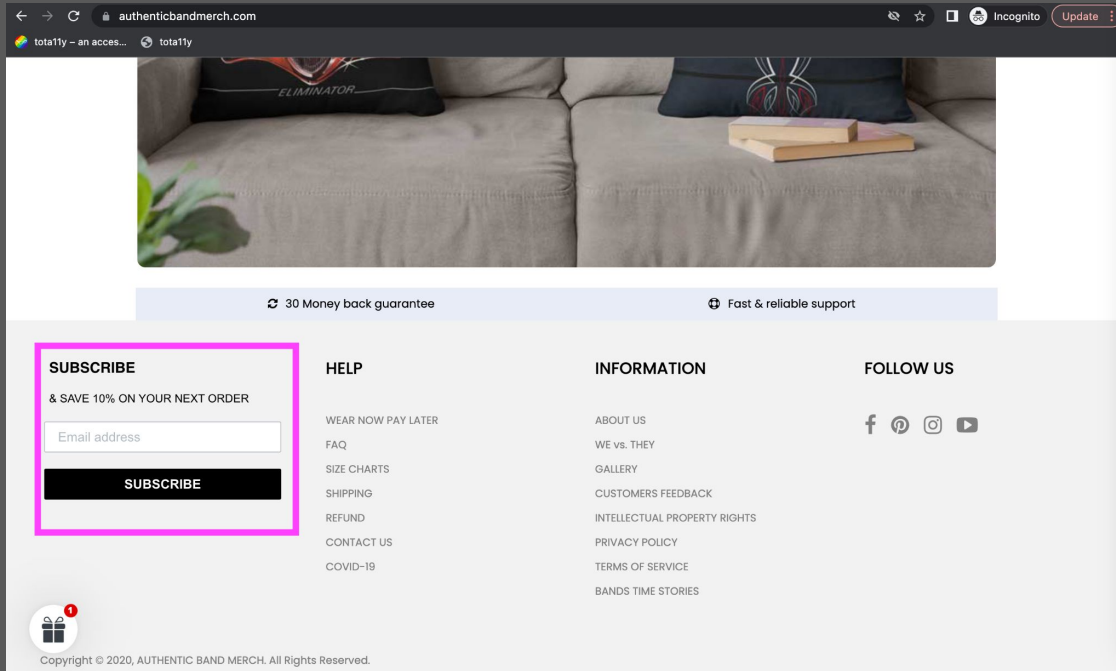 authenticbandmerch.com
Incognito
Update
tota11y – an acces...
tota11y
ELIMINATOR
30 Money back guarantee
Fast & reliable support
SUBSCRIBE
& SAVE 10% ON YOUR NEXT ORDER
Email address
SUBSCRIBE
HELP
WEAR NOW PAY LATER
FAQ
SIZE CHARTS
SHIPPING
REFUND
CONTACT US
COVID-19
INFORMATION
ABOUT US
WE vs. THEY
GALLERY
CUSTOMERS FEEDBACK
INTELLECTUAL PROPERTY RIGHTS
PRIVACY POLICY
TERMS OF SERVICE
BANDS TIME STORIES
FOLLOW US
1
Copyright © 2020, AUTHENTIC BAND MERCH. All Rights Reserved.